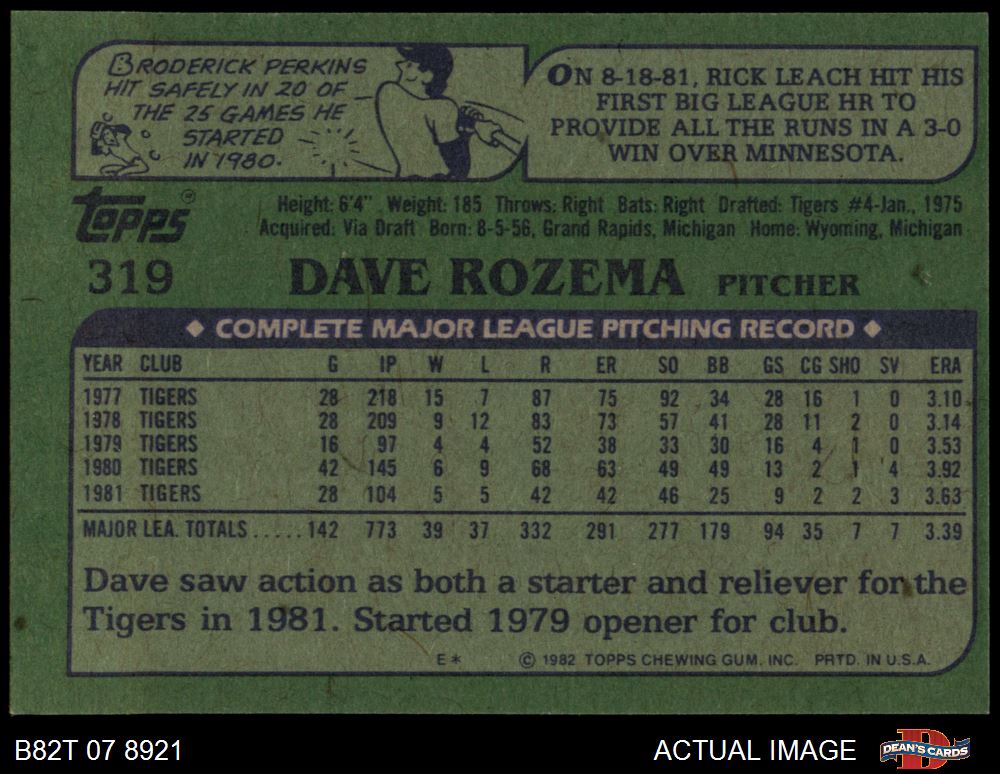 BRODERICK PERKINS
HIT SAFELY IN 20 OF
THE 25 GAMES HE
STARTED
IN 1980.
ON 8-18-81, RICK LEACH HIT HIS
FIRST BIG LEAGUE HR TO
PROVIDE ALL THE RUNS IN A 3-0
WIN OVER MINNESOTA.
TOPPS®
Height: 6'4" Weight: 185 Throws: Right Bats: Right Drafted: Tigers #4-Jan., 1975
Acquired: Via Draft Born: 8-5-56, Grand Rapids, Michigan Home: Wyoming, Michigan
319 DAVE ROZEMA PITCHER
◆ COMPLETE MAJOR LEAGUE PITCHING RECORD ◆
YEAR CLUB G IP W L R ER SO BB GS CG SHO SV ERA
1977 TIGERS 28 218 15 7 87 75 92 34 28 16 1 0 3.10
1978 TIGERS 28 209 9 12 83 73 57 41 28 11 2 0 3.14
1979 TIGERS 16 97 4 4 52 38 33 30 16 4 1 0 3.53
1980 TIGERS 42 145 6 9 68 63 49 49 13 2 1 4 3.92
1981 TIGERS 28 104 5 5 42 42 46 25 9 2 2 3 3.63
MAJOR LEA. TOTALS.....142 773 39 37 332 291 277 179 94 35 7 7 3.39
Dave saw action as both a starter and reliever for the
Tigers in 1981. Started 1979 opener for club.
E* © 1982 TOPPS CHEWING GUM, INC. PRTD. IN U.S.A.
B82T 07 8921 ACTUAL IMAGE DEAN'S CARDS